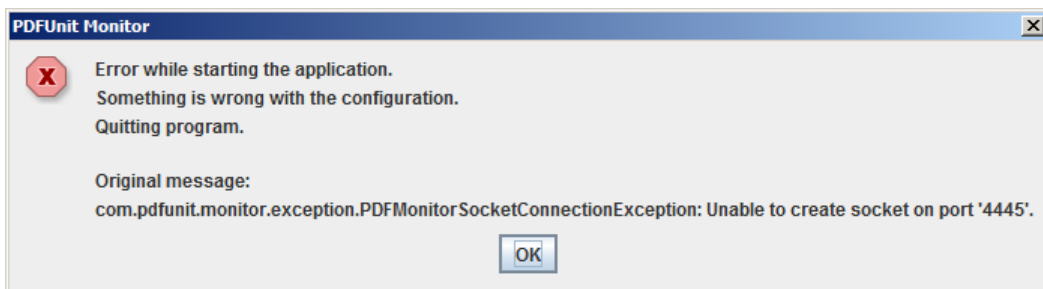 PDFUnit Monitor
Error while starting the application.
Something is wrong with the configuration.
Quitting program.
Original message:
com.pdfunit.monitor.exception.PDFMonitorSocketConnectionException: Unable to create socket on port '4445'.
OK